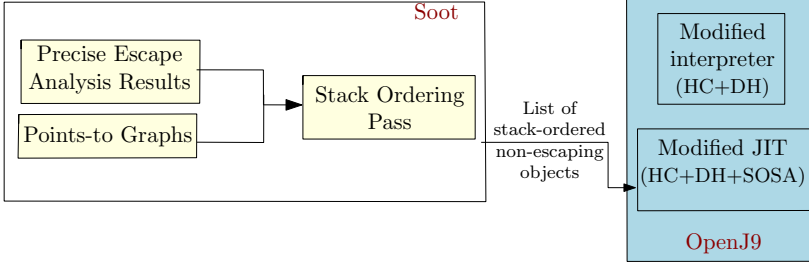 Soot
Precise Escape
Analysis Results
Points-to Graphs
Stack Ordering
Pass
List of
stack-ordered
non-escaping
objects
Modified
interpreter
(HC+DH)
Modified JIT
(HC+DH+SOSA)
OpenJ9